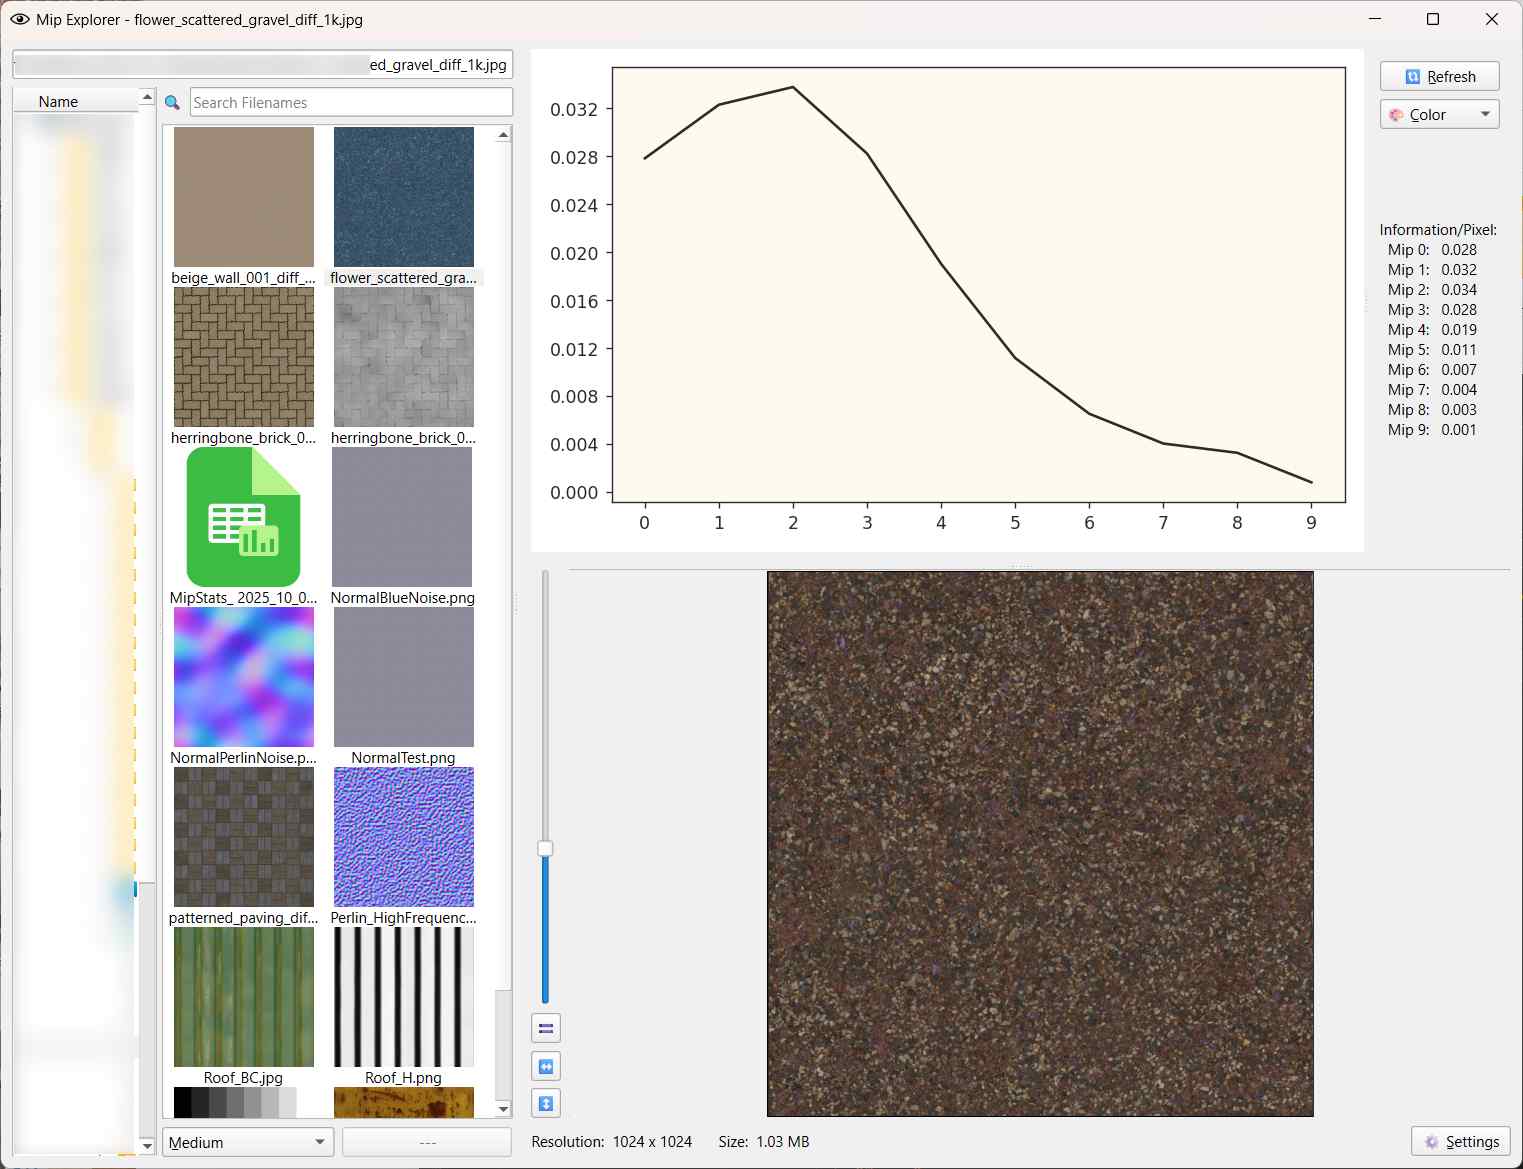 Mip Explorer - flower_scattered_gravel_diff_1k.jpg
ed_gravel_diff_1k.jpg
Name
Search Filenames
beige_wall_001_diff_...
flower_scattered_gra...
herringbone_brick_0...
herringbone_brick_0...
MipStats_ 2025_10_0...
NormalBlueNoise.png
NormalPerlinNoise.p...
NormalTest.png
patterned_paving_dif...
Perlin_HighFrequenc...
Roof_BC.jpg
Roof_H.png
Medium
---
0.032
0.028
0.024
0.020
0.016
0.012
0.008
0.004
0.000
0 1 2 3 4 5 6 7 8 9
Refresh
Color
Information/Pixel:
Mip 0: 0.028
Mip 1: 0.032
Mip 2: 0.034
Mip 3: 0.028
Mip 4: 0.019
Mip 5: 0.011
Mip 6: 0.007
Mip 7: 0.004
Mip 8: 0.003
Mip 9: 0.001
Resolution: 1024 x 1024 Size: 1.03 MB
Settings